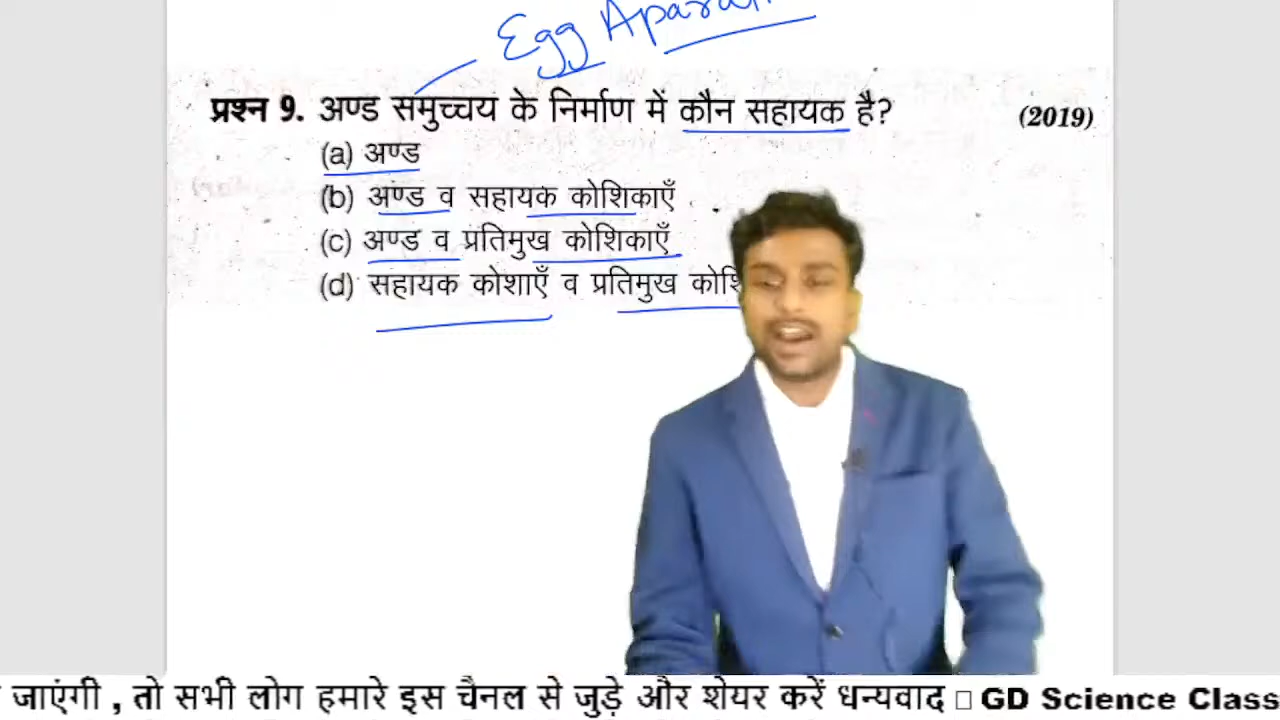 Egg
प्रश्न 9. अण्ड समुच्चय के निर्माण में कौन सहायक है? (2019)
(a) अण्ड
(b) अण्ड व सहायक कोशिकाएँ
(c) अण्ड व प्रतिमुख कोशिकाएँ
(d) सहायक कोशाएँ व प्रतिमुख
जाएंगी , तो सभी लोग हमारे इस चैनल से जुड़े और शेयर करें धन्यवाद □ GD Science Class